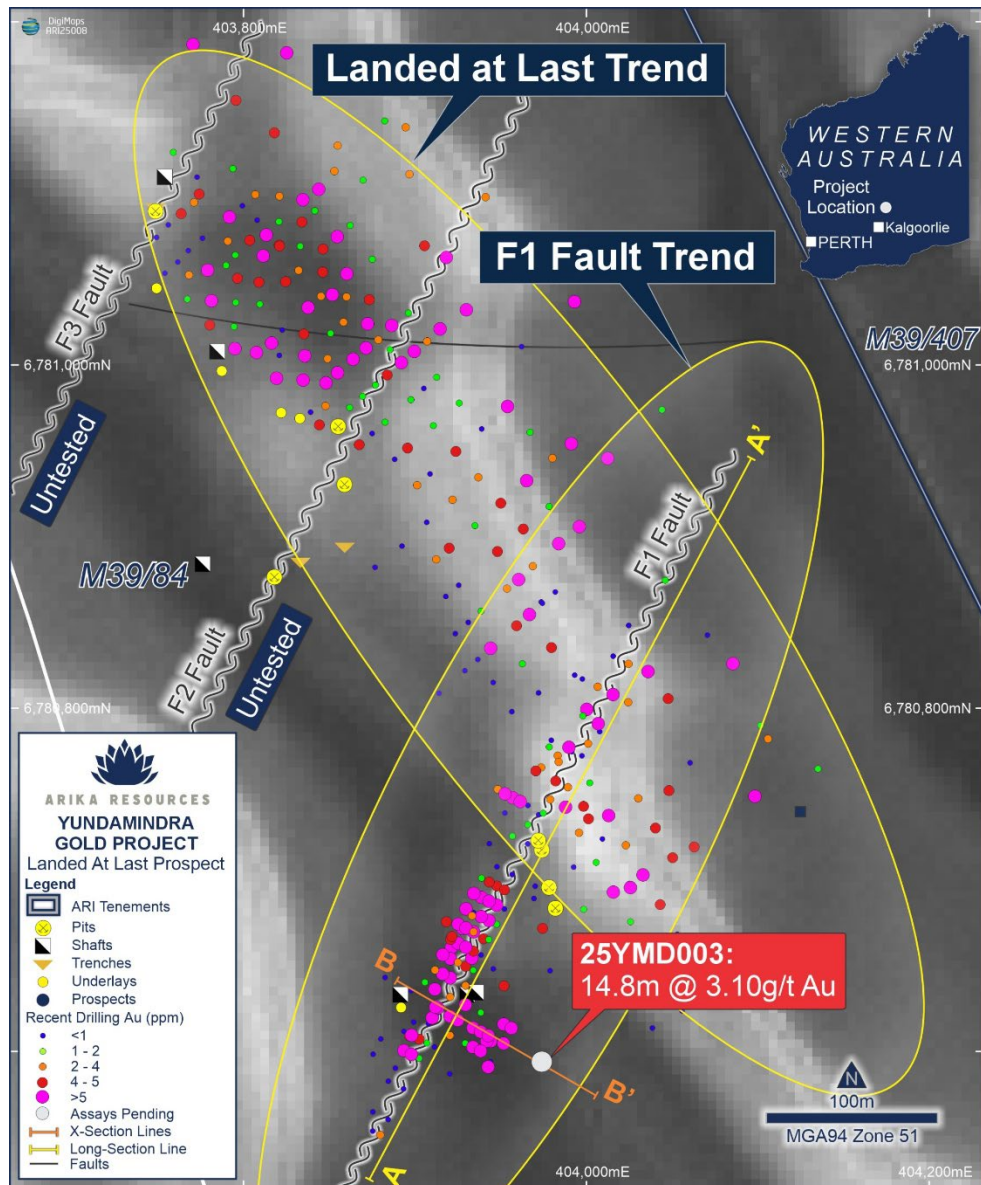 DigiMaps
ARI25008
403,800mE
404,000mE
Landed at Last Trend
WESTERN
AUSTRALIA
Project
Location
Kalgoorlie
PERTH
F1 Fault Trend
F3 Fault
M39/407
6,781,000mN
6,781,000mN
Untested
A'
F1 Fault
M39/84
F2 Fault
Untested
6,780,800mN
6,780,800mN
ARIKA RESOURCES
YUNDAMINDRA
GOLD PROJECT
Landed At Last Prospect
Legend
ARI Tenements
Pits
Shafts
Trenches
Underlays
Prospects
Recent Drilling Au (ppm)
<1
1 - 2
2 - 4
4 - 5
>5
Assays Pending
X-Section Lines
Long-Section Line
Faults
25YMD003:
14.8m @ 3.10g/t Au
B
B'
A
N
100m
MGA94 Zone 51
404,000mE
404,200mE